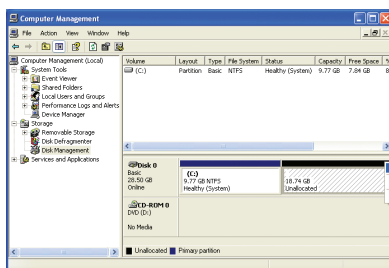 Computer Management
File Action View Window Help
Computer Management (Local)
System Tools
Event Viewer
Shared Folders
Local Users and Groups
Performance Logs and Alerts
Device Manager
Storage
Removable Storage
Disk Defragmenter
Disk Management
Services and Applications
Volume Layout Type File System Status Capacity Free Space %
(C:) Partition Basic NTFS Healthy (System) 9.77 GB 7.84 GB 8
Disk 0
Basic
28.50 GB
Online
(C:)
9.77 GB NTFS
Healthy (System)
18.74 GB
Unallocated
CD-ROM 0
DVD (D:)
No Media
Unallocated Primary partition